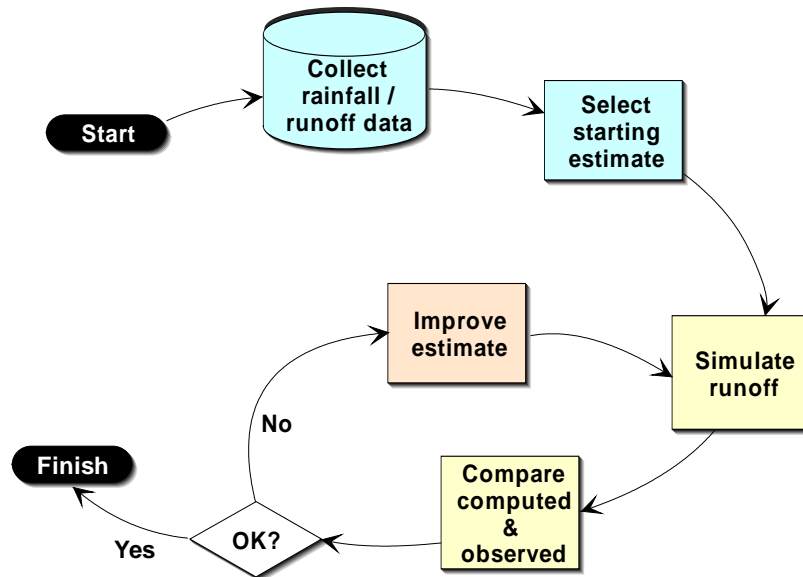 Start
Collect
rainfall /
runoff data
Select
starting
estimate
Simulate
runoff
Compare
computed
&
observed
OK?
No
Improve
estimate
Yes
Finish